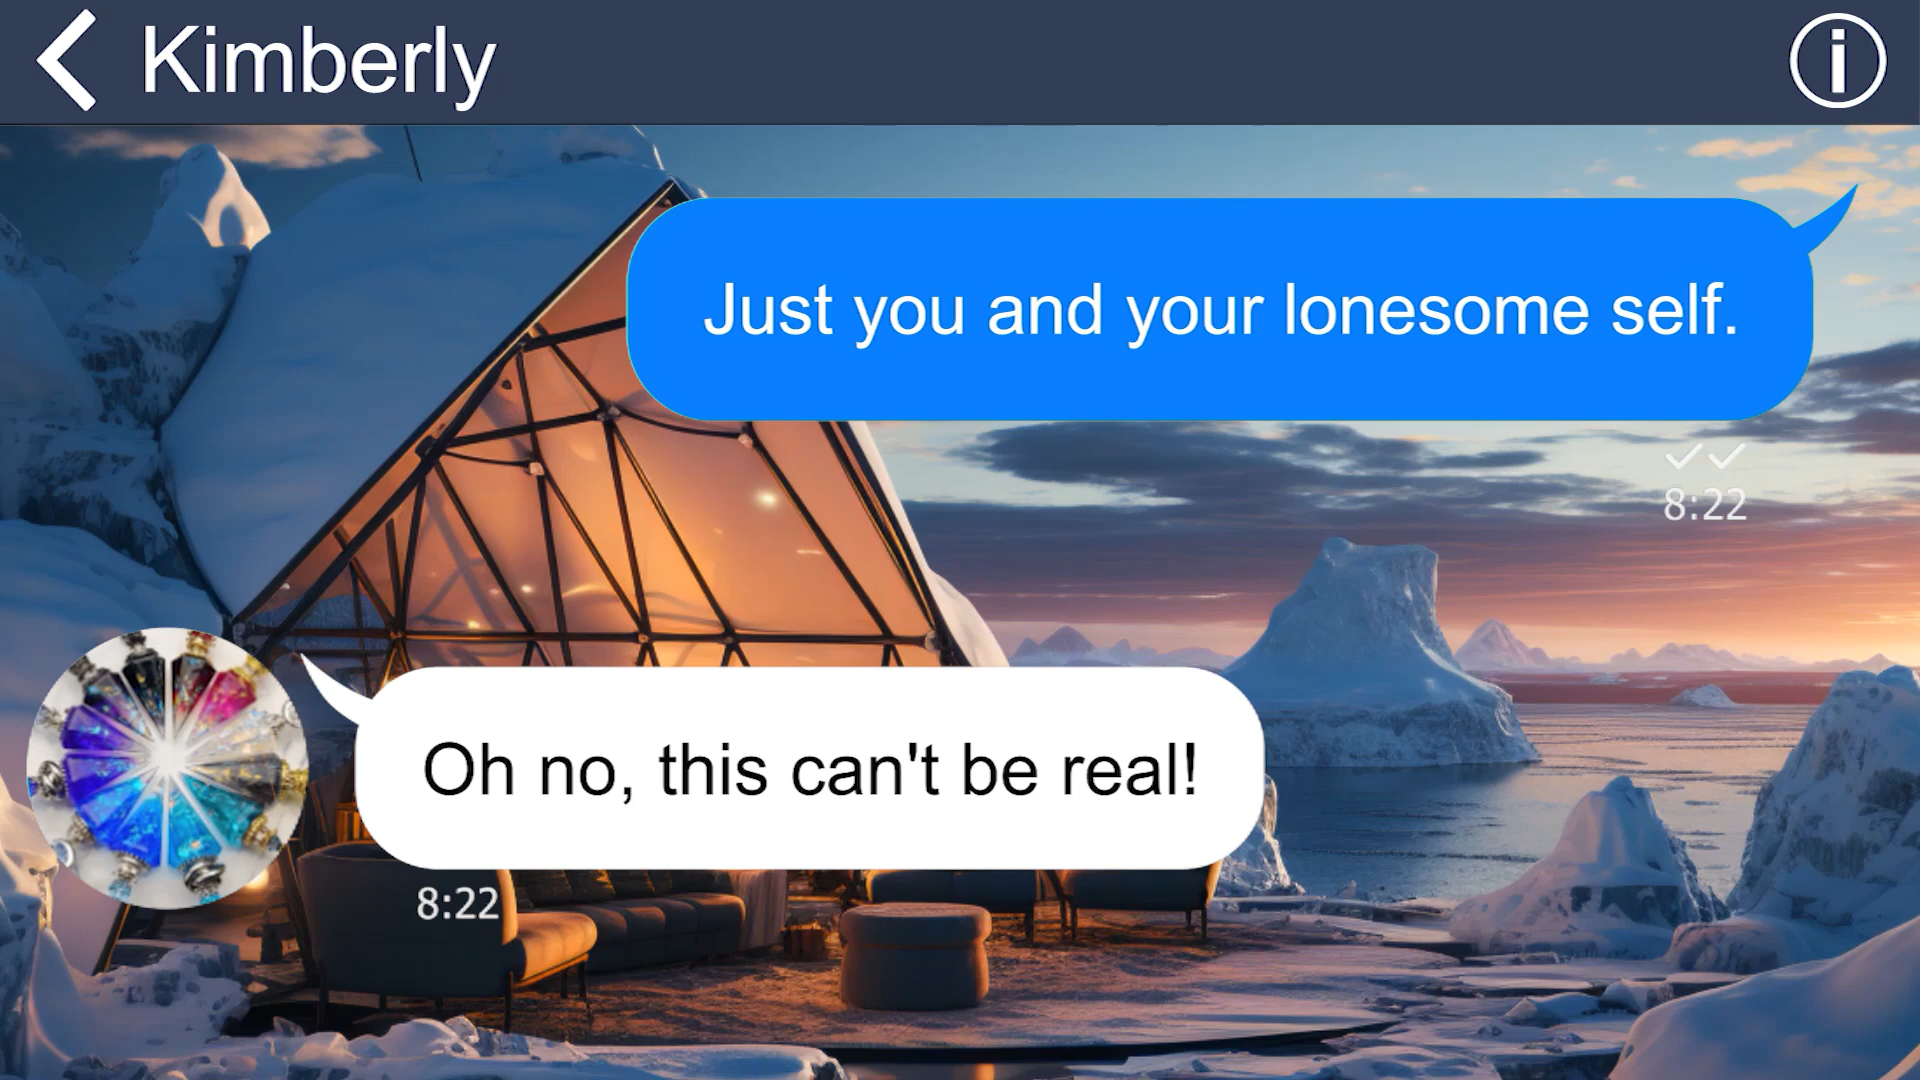 Kimberly
Just you and your lonesome self.
8:22
Oh no, this can't be real!
8:22